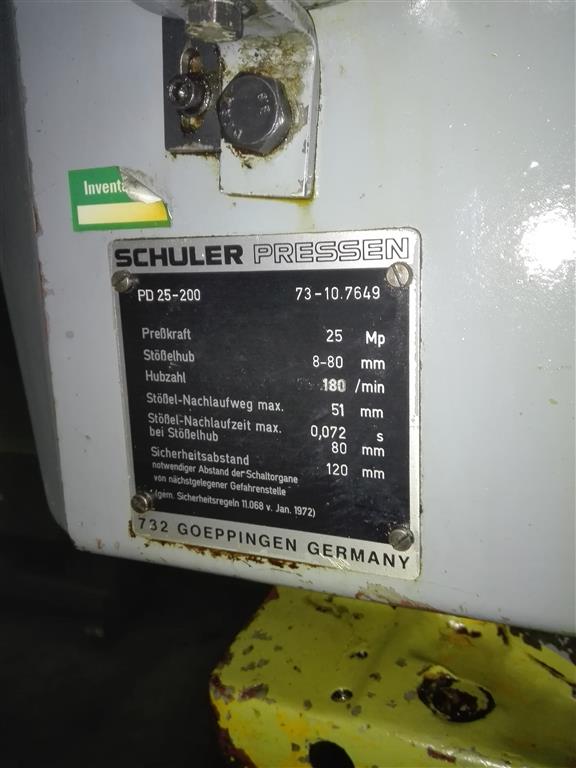 Invent
SCHULER PRESSEN
PD 25-200 73-10.7649
Preßkraft 25 Mp
Stößelhub 8-80 mm
Hubzahl 180 /min
Stößel-Nachlaufweg max. 51 mm
Stößel-Nachlaufzeit max. 0,072 s
bei Stößelhub 80 mm
Sicherheitsabstand 120 mm
notwendiger Abstand der Schaltorgane
von nächstgelegener Gefahrenstelle
(gem. Sicherheitsregeln 11.068 v. Jan. 1972)
732 GOEPPINGEN GERMANY